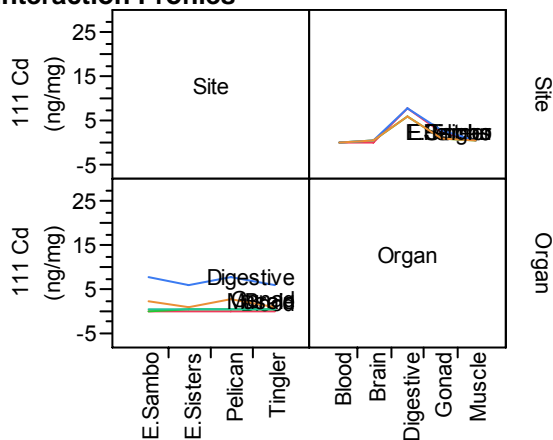 Interaction Profiles
25
15
5
-5
111 Cd
(ng/mg)
Site
Site
25
15
5
-5
111 Cd
(ng/mg)
Digestive
Gonad
Organ
Organ
E.Sambo
E.Sisters
Pelican
Tingler
Blood
Brain
Digestive
Gonad
Muscle